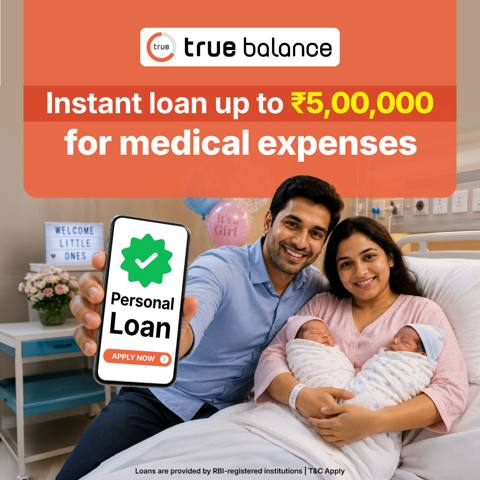 true true balance
Instant loan up to ₹5,00,000
for medical expenses
It's a
Girl
WELCOME
LITTLE
ONES
Personal
Loan
APPLY NOW
Loans are provided by RBI-registered institutions | T&C Apply